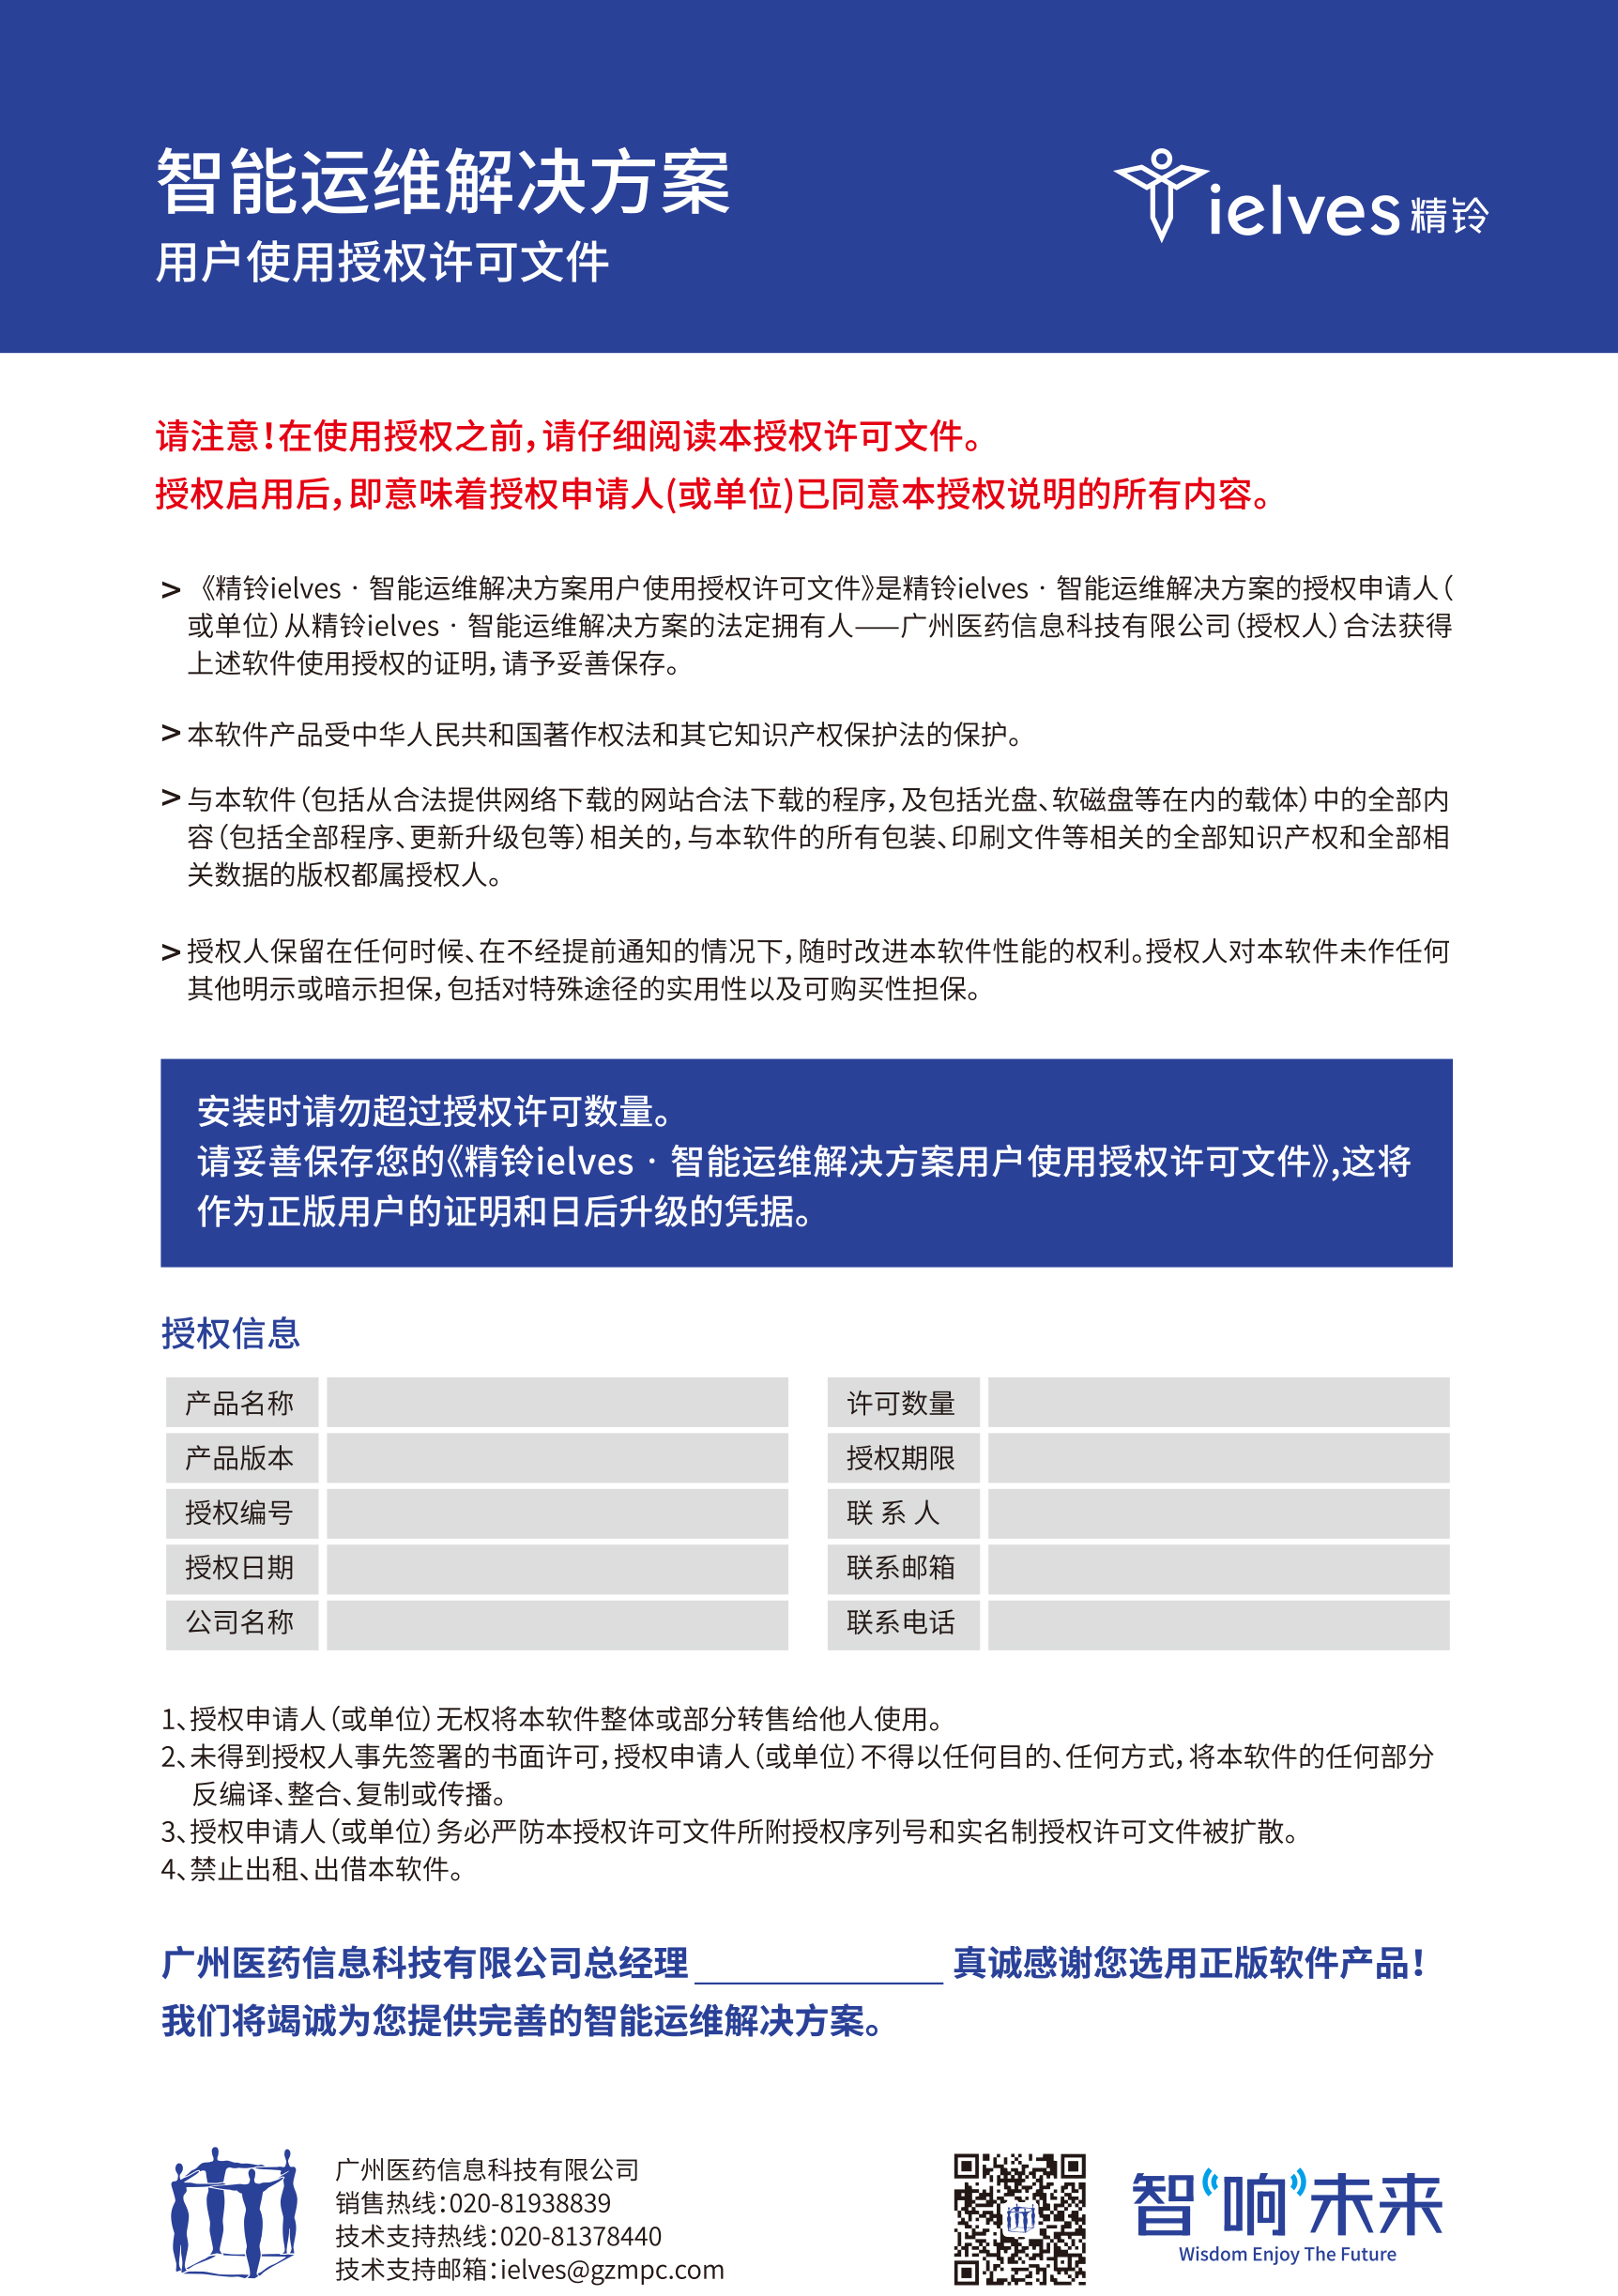 智能运维解决方案
用户使用授权许可文件
ielves 精铃
请注意！在使用授权之前，请仔细阅读本授权许可文件。
授权启用后，即意味着授权申请人(或单位)已同意本授权说明的所有内容。
> 《精铃ielves · 智能运维解决方案用户使用授权许可文件》是精铃ielves · 智能运维解决方案的授权申请人（
或单位）从精铃ielves · 智能运维解决方案的法定拥有人——广州医药信息科技有限公司（授权人）合法获得
上述软件使用授权的证明，请予妥善保存。
> 本软件产品受中华人民共和国著作权法和其它知识产权保护法的保护。
> 与本软件（包括从合法提供网络下载的网站合法下载的程序，及包括光盘、软磁盘等在内的载体）中的全部内
容（包括全部程序、更新升级包等）相关的，与本软件的所有包装、印刷文件等相关的全部知识产权和全部相
关数据的版权都属授权人。
> 授权人保留在任何时候、在不经提前通知的情况下，随时改进本软件性能的权利。授权人对本软件未作任何
其他明示或暗示担保，包括对特殊途径的实用性以及可购买性担保。
安装时请勿超过授权许可数量。
请妥善保存您的《精铃ielves · 智能运维解决方案用户使用授权许可文件》,这将
作为正版用户的证明和日后升级的凭据。
授权信息
产品名称 许可数量
产品版本 授权期限
授权编号 联 系 人
授权日期 联系邮箱
公司名称 联系电话
1、授权申请人（或单位）无权将本软件整体或部分转售给他人使用。
2、未得到授权人事先签署的书面许可，授权申请人（或单位）不得以任何目的、任何方式，将本软件的任何部分
反编译、整合、复制或传播。
3、授权申请人（或单位）务必严防本授权许可文件所附授权序列号和实名制授权许可文件被扩散。
4、禁止出租、出借本软件。
广州医药信息科技有限公司总经理 真诚感谢您选用正版软件产品！
我们将竭诚为您提供完善的智能运维解决方案。
广州医药信息科技有限公司
销售热线：020-81938839
技术支持热线：020-81378440
技术支持邮箱：ielves@gzmpc.com
智响未来
Wisdom Enjoy The Future